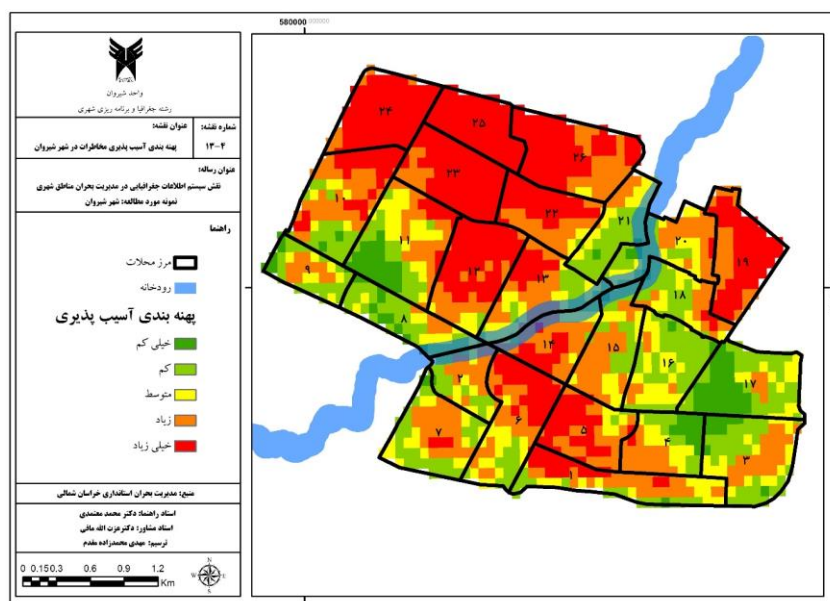 واحد شیروان
رشته جغرافیا و برنامه ریزی شهری
شماره نقشه:
۱۳-۴
عنوان نقشه:
پهنه بندی آسیب پذیری مخاطرات در شهر شیروان
عنوان رساله:
نقش سیستم اطلاعات جغرافیایی در مدیریت بحران مناطق شهری
نمونه مورد مطالعه: شهر شیروان
راهنما
مرز محلات
رودخانه
پهنه بندی آسیب پذیری
خیلی کم
کم
متوسط
زیاد
خیلی زیاد
منبع: مدیریت بحران استانداری خراسان شمالی
استاد راهنما: دکتر محمد معتمدی
استاد مشاور: دکترعزت الله مافی
ترسیم: مهدی محمدزاده مقدم
0 0.15 0.3 0.6 0.9 1.2
Km
N
W E
S
580000
۲۴
۲۵
۲۶
۲۳
۲۲
۱۰
۱۱
۲۱
۲۰
۱۹
۹
۱۲
۱۳
۱۸
۸
۱۴
۱۵
۱۶
۱۷
۲
۷
۶
۵
۴
۳
۱